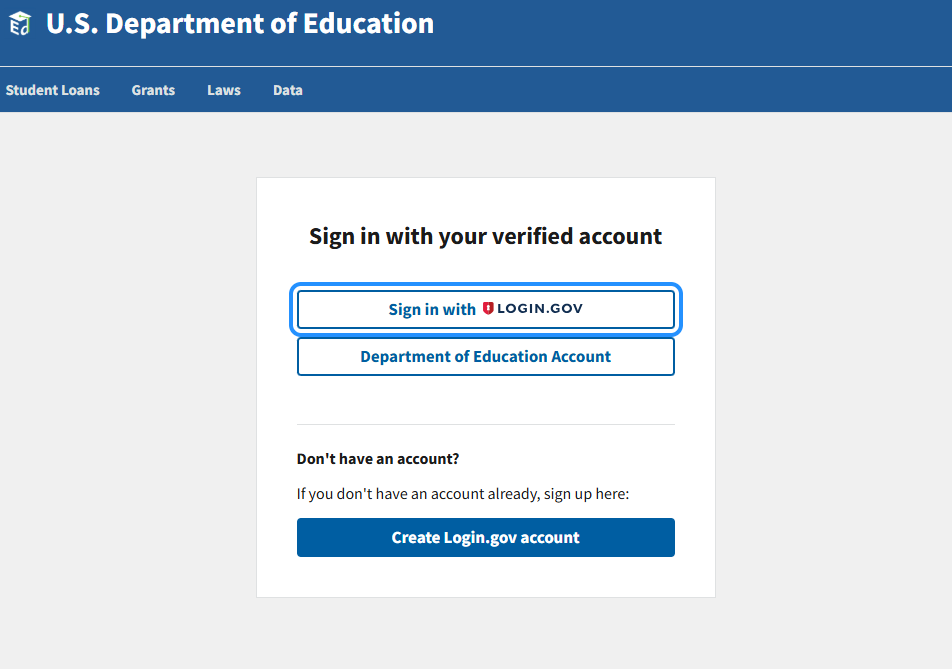 Ed
U.S. Department of Education
Student Loans Grants Laws Data
Sign in with your verified account
Sign in with LOGIN.GOV
Department of Education Account
Don't have an account?
If you don't have an account already, sign up here:
Create Login.gov account